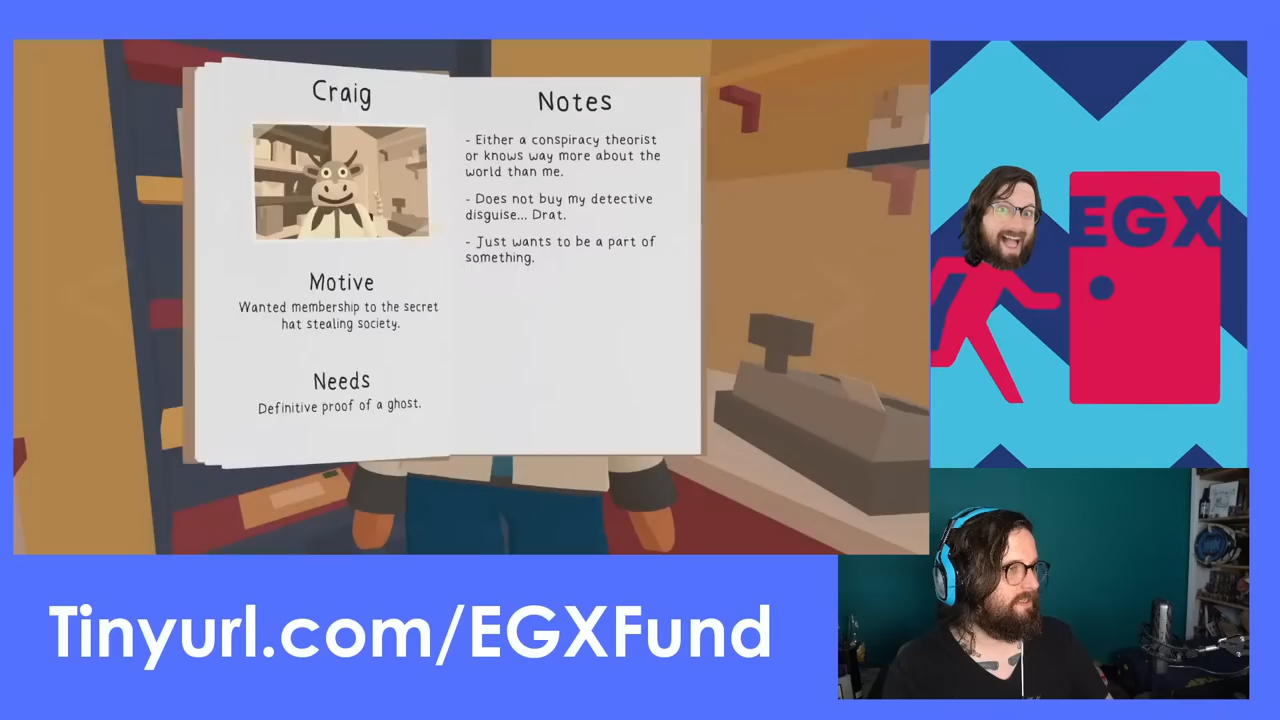 Craig
Motive
Wanted membership to the secret
hat stealing society.
Needs
Definitive proof of a ghost.
Notes
- Either a conspiracy theorist
or knows way more about the
world than me.
- Does not buy my detective
disguise... Drat.
- Just wants to be a part of
something.
EGX
Tinyurl.com/EGXFund